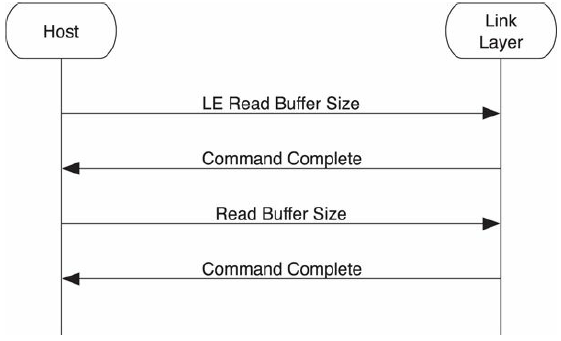 Host
Link
Layer
LE Read Buffer Size
Command Complete
Read Buffer Size
Command Complete